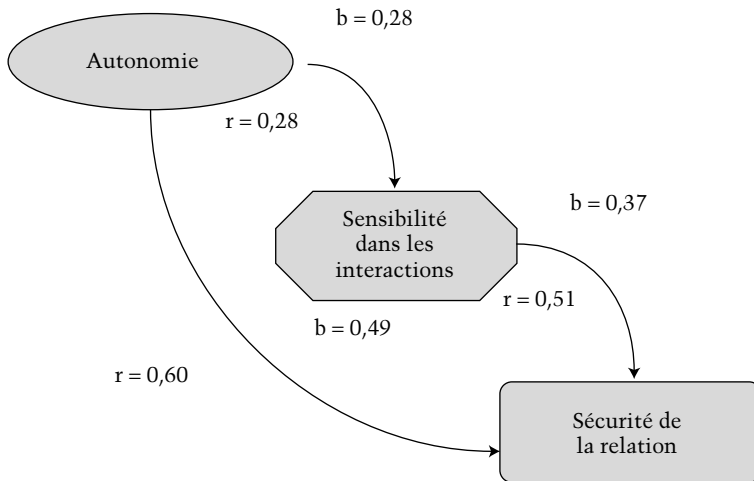 b = 0,28
Autonomie
r = 0,28
Sensibilité
dans les
interactions
b = 0,37
r = 0,51
b = 0,49
r = 0,60
Sécurité de
la relation